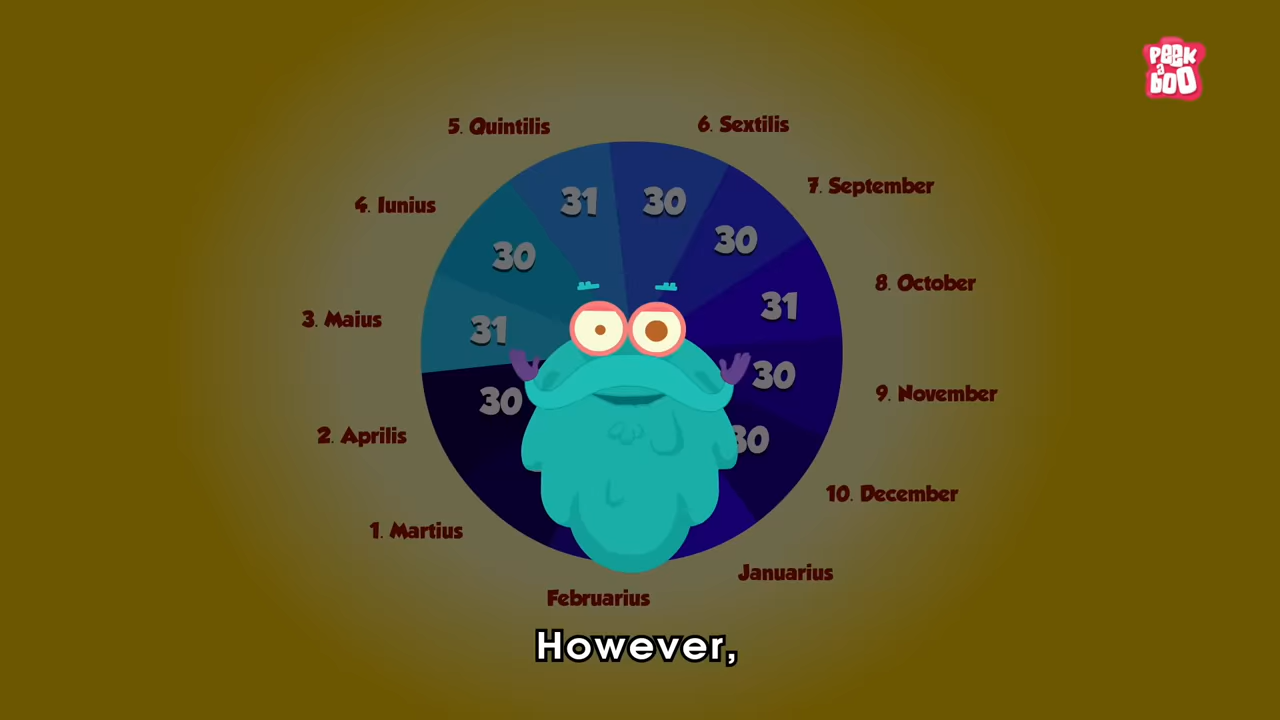 Peek
a
boo
5. Quintilis
6. Sextilis
4. Iunius
7. September
31
30
30
30
3. Maius
8. October
31
31
2. Aprilis
9. November
30
30
30
1. Martius
10. December
Januarius
Februarius
However,